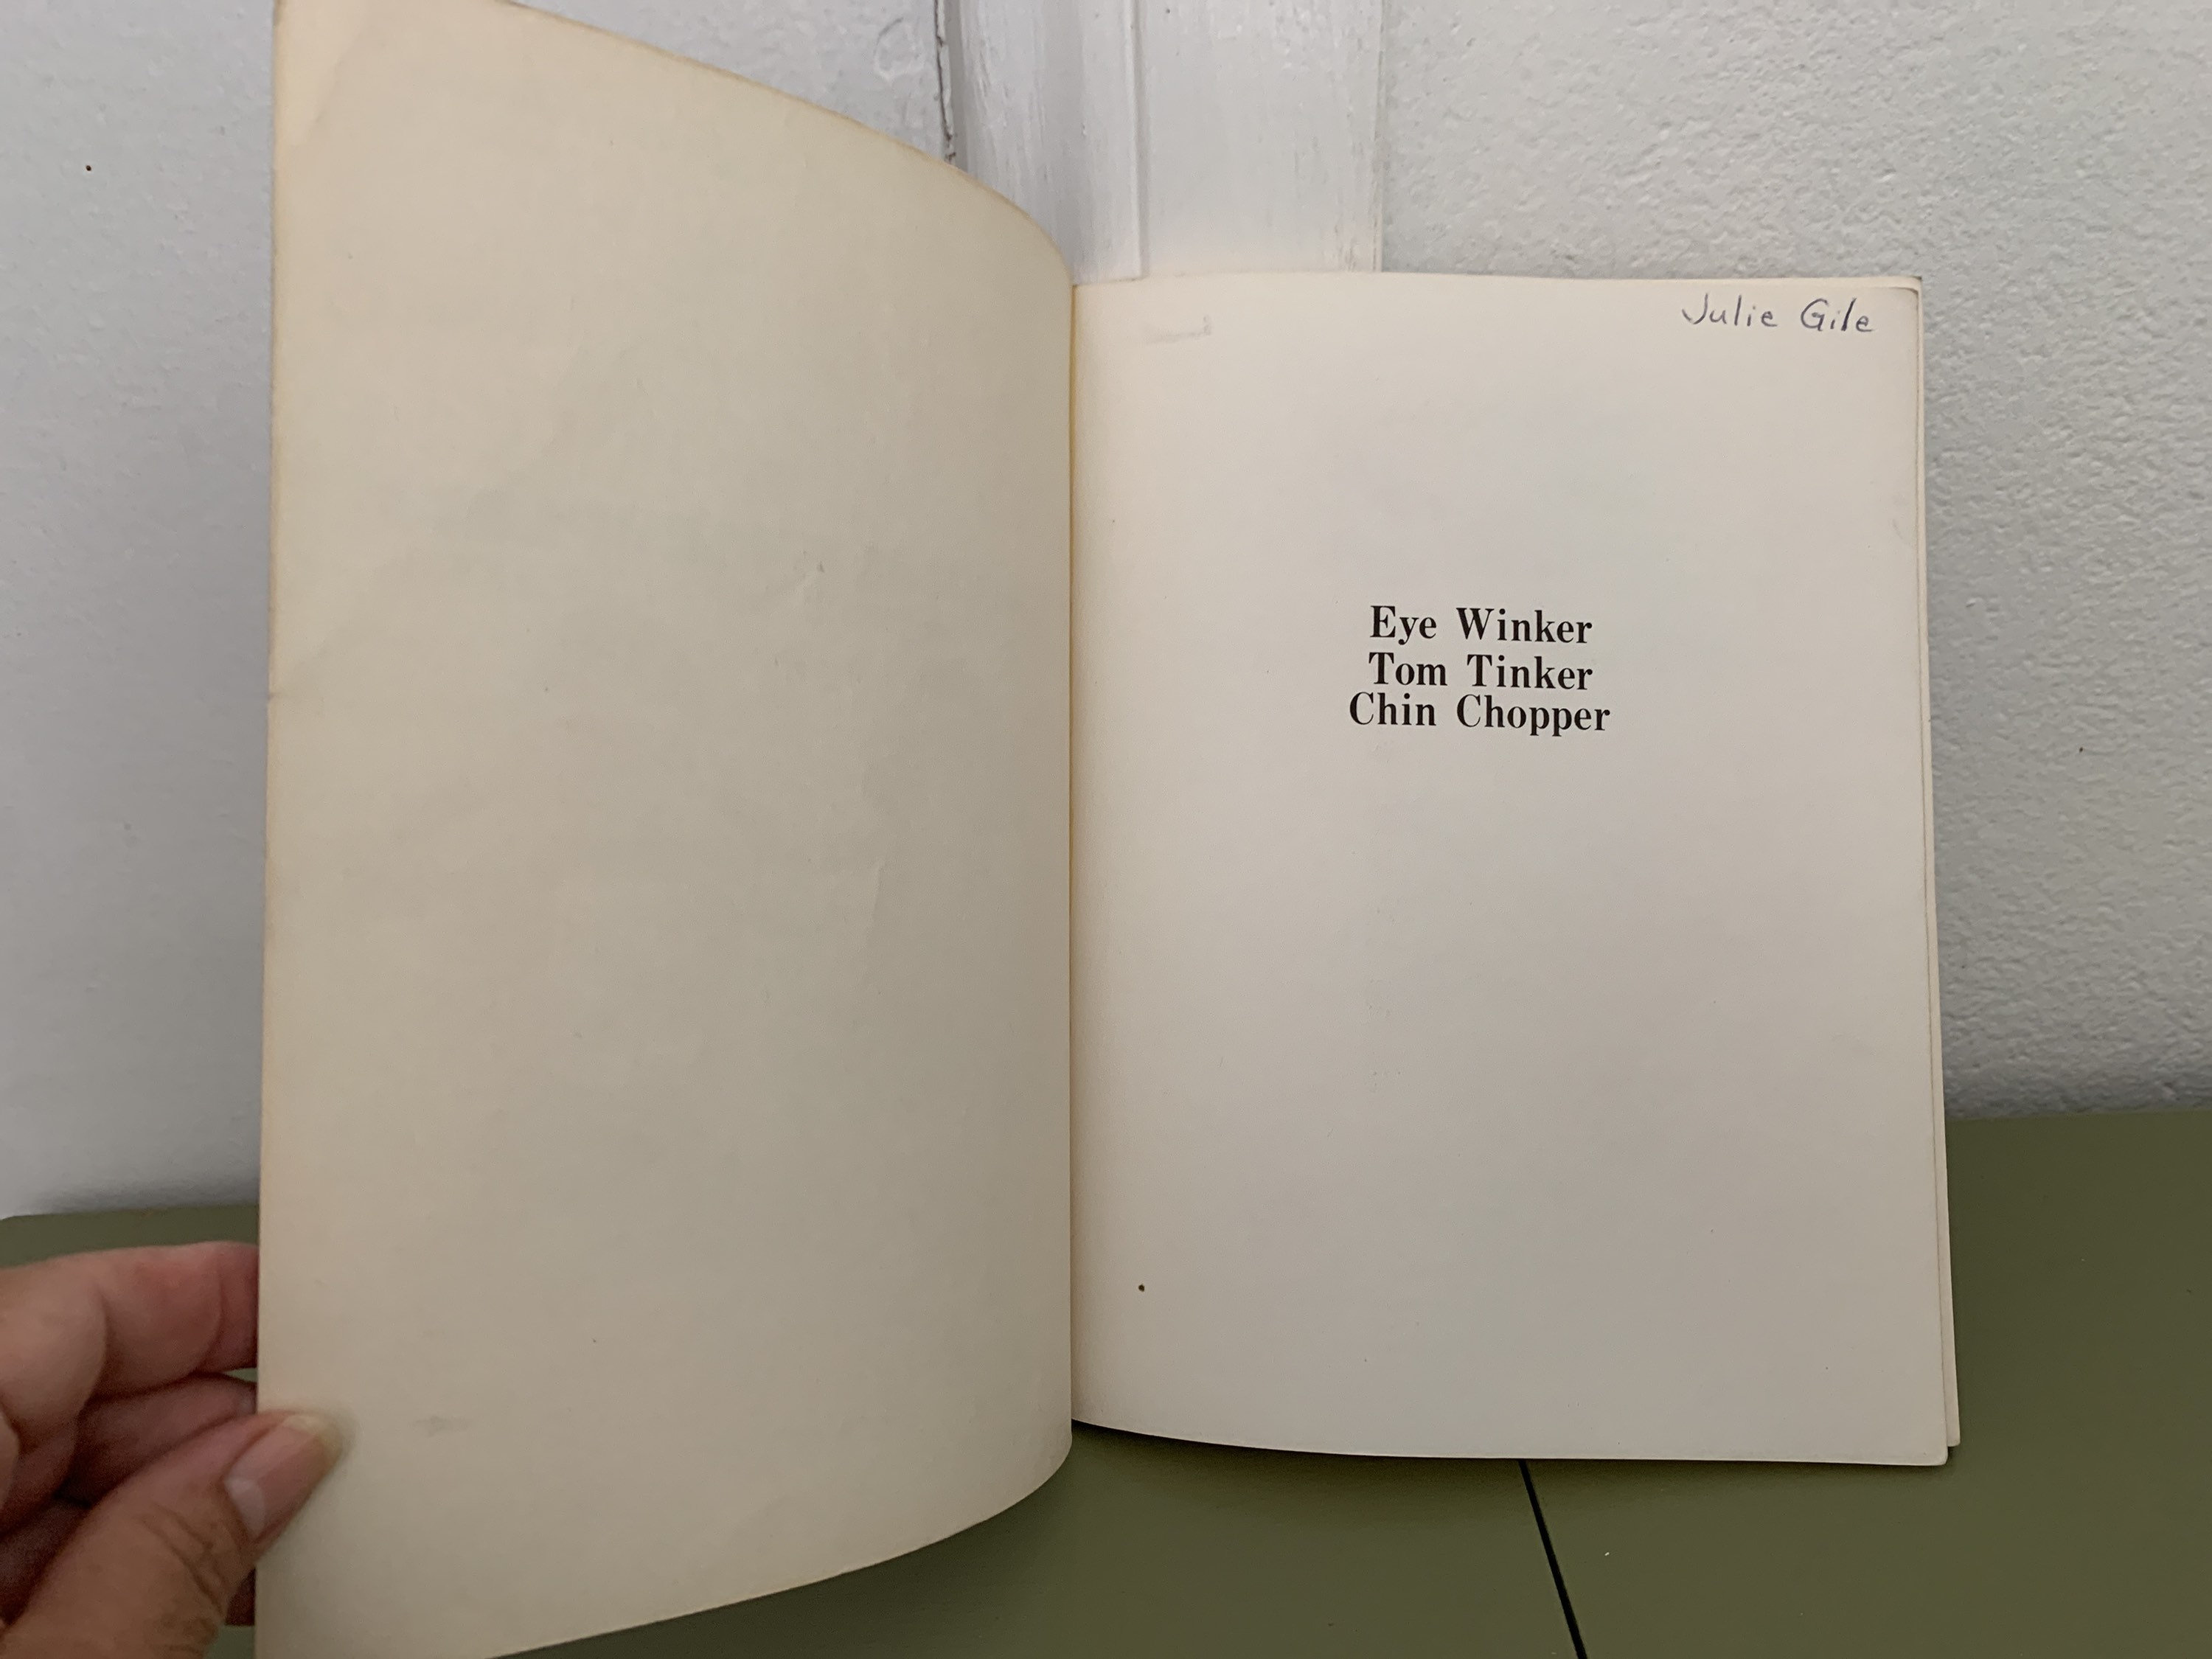 Julie Gile
Eye Winker
Tom Tinker
Chin Chopper